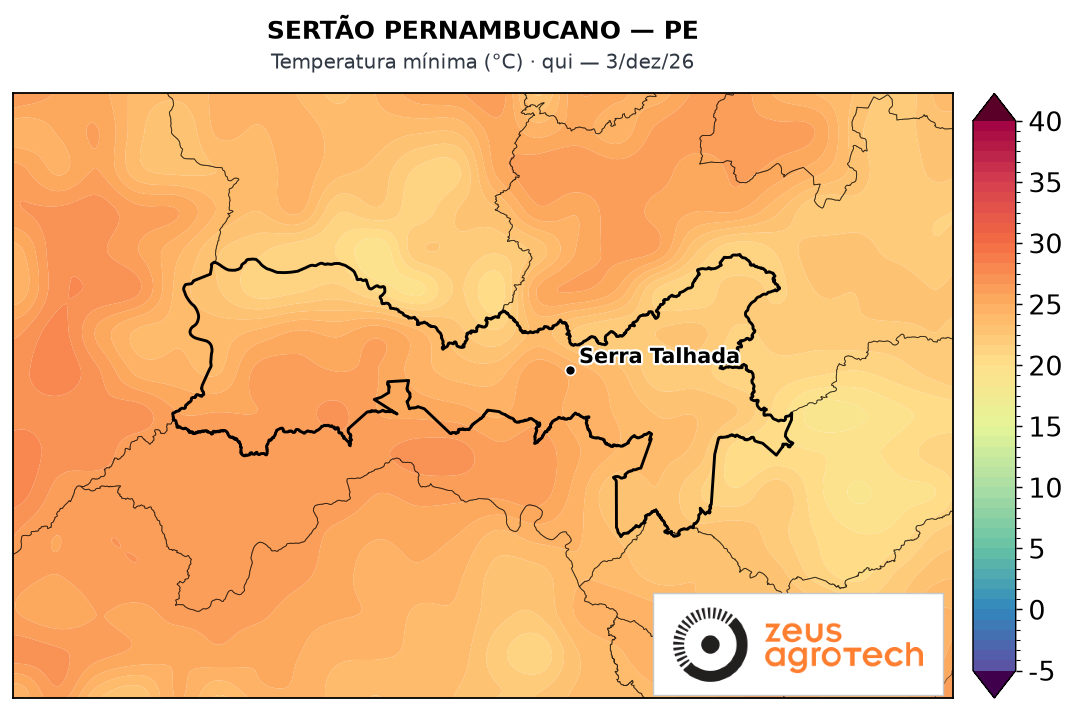 SERTÃO PERNAMBUCANO — PE
Temperatura mínima (°C) · qui — 3/dez/26
Serra Talhada
40
35
30
25
20
15
10
5
0
-5
zeus
agrotech